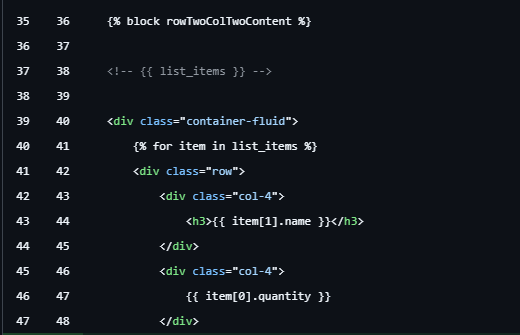 35 36 {% block rowTwoColTwoContent %}
36 37
37 38 <!-- {{ list_items }} -->
38 39
39 40 <div class="container-fluid">
40 41 {% for item in list_items %}
41 42 <div class="row">
42 43 <div class="col-4">
43 44 <h3>{{ item[1].name }}</h3>
44 45 </div>
45 46 <div class="col-4">
46 47 {{ item[0].quantity }}
47 48 </div>